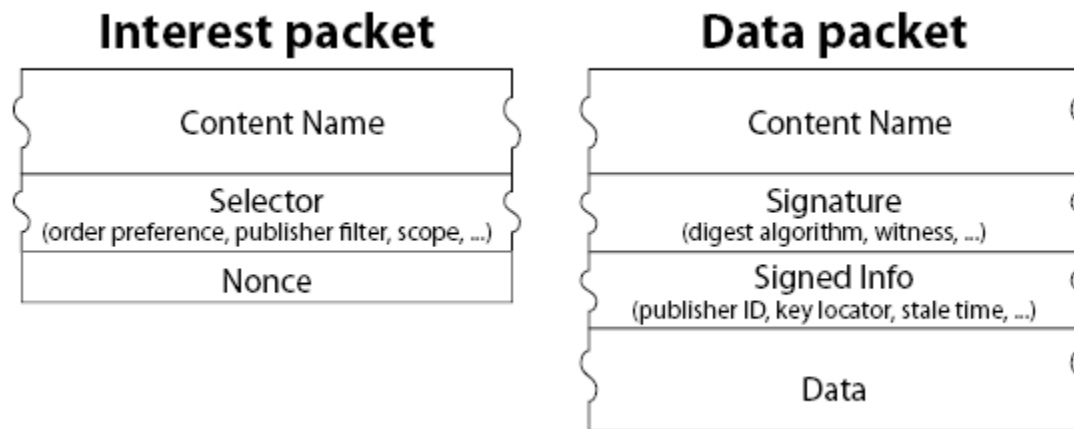 Interest packet
Content Name
Selector
(order preference, publisher filter, scope, ...)
Nonce
Data packet
Content Name
Signature
(digest algorithm, witness, ...)
Signed Info
(publisher ID, key locator, stale time, ...)
Data